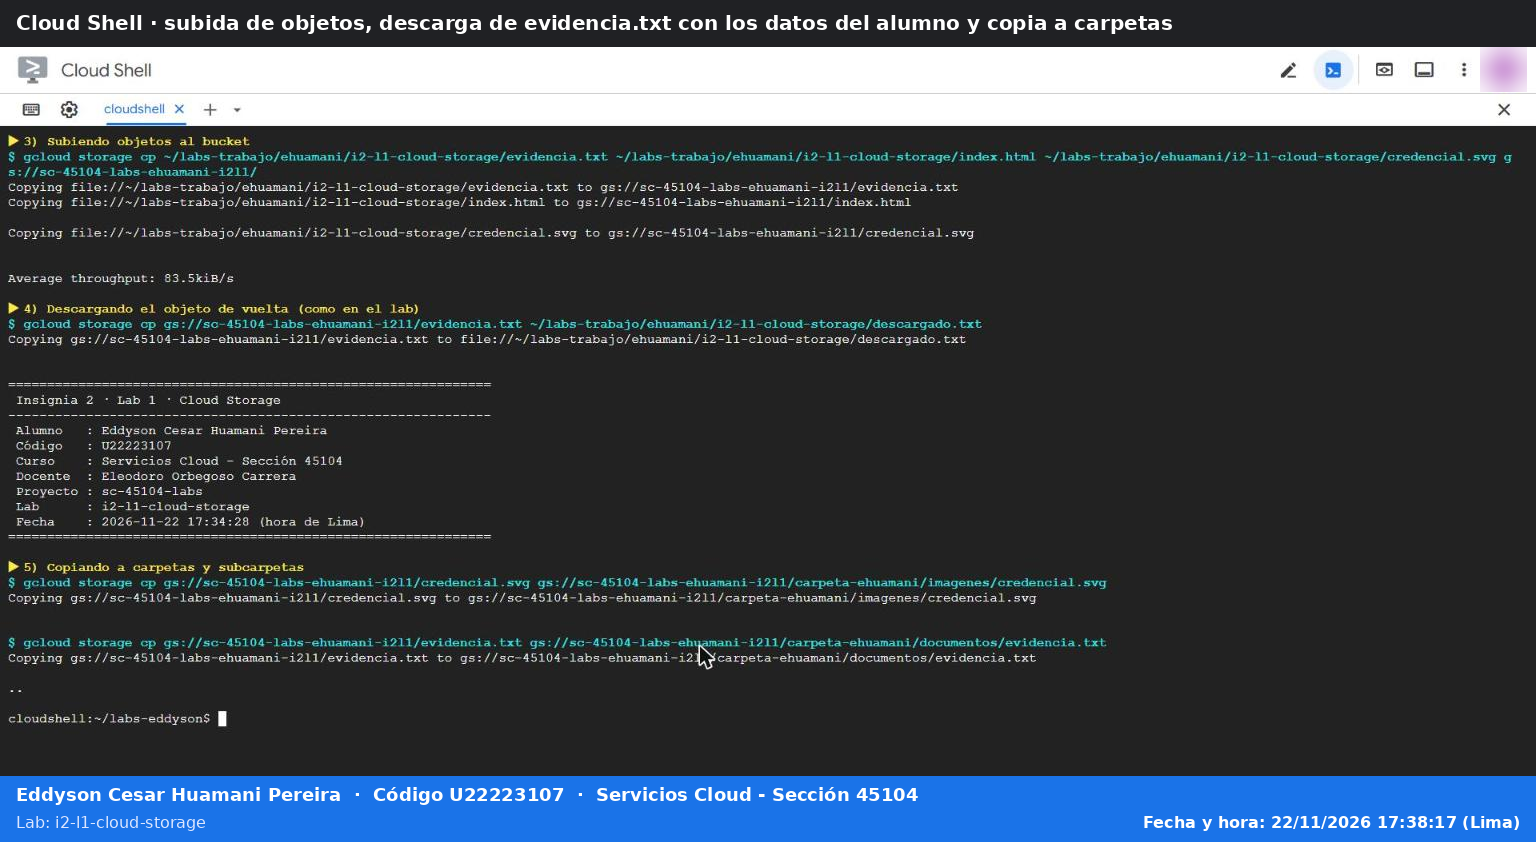 Cloud Shell · subida de objetos, descarga de evidencia.txt con los datos del alumno y copia a carpetas
Cloud Shell
cloudshell
▶ 3) Subiendo objetos al bucket
$ gcloud storage cp ~/labs-trabajo/ehuamani/i2-l1-cloud-storage/evidencia.txt ~/labs-trabajo/ehuamani/i2-l1-cloud-storage/index.html ~/labs-trabajo/ehuamani/i2-l1-cloud-storage/credencial.svg g
s://sc-45104-labs-ehuamani-i2l1/
Copying file://~/labs-trabajo/ehuamani/i2-l1-cloud-storage/evidencia.txt to gs://sc-45104-labs-ehuamani-i2l1/evidencia.txt
Copying file://~/labs-trabajo/ehuamani/i2-l1-cloud-storage/index.html to gs://sc-45104-labs-ehuamani-i2l1/index.html
Copying file://~/labs-trabajo/ehuamani/i2-l1-cloud-storage/credencial.svg to gs://sc-45104-labs-ehuamani-i2l1/credencial.svg
Average throughput: 83.5kiB/s
▶ 4) Descargando el objeto de vuelta (como en el lab)
$ gcloud storage cp gs://sc-45104-labs-ehuamani-i2l1/evidencia.txt ~/labs-trabajo/ehuamani/i2-l1-cloud-storage/descargado.txt
Copying gs://sc-45104-labs-ehuamani-i2l1/evidencia.txt to file://~/labs-trabajo/ehuamani/i2-l1-cloud-storage/descargado.txt
==============================================================
Insignia 2 · Lab 1 · Cloud Storage
--------------------------------------------------------------
Alumno : Eddyson Cesar Huamani Pereira
Código : U22223107
Curso : Servicios Cloud - Sección 45104
Docente : Eleodoro Orbegoso Carrera
Proyecto : sc-45104-labs
Lab : i2-l1-cloud-storage
Fecha : 2026-11-22 17:34:28 (hora de Lima)
==============================================================
▶ 5) Copiando a carpetas y subcarpetas
$ gcloud storage cp gs://sc-45104-labs-ehuamani-i2l1/credencial.svg gs://sc-45104-labs-ehuamani-i2l1/carpeta-ehuamani/imagenes/credencial.svg
Copying gs://sc-45104-labs-ehuamani-i2l1/credencial.svg to gs://sc-45104-labs-ehuamani-i2l1/carpeta-ehuamani/imagenes/credencial.svg
$ gcloud storage cp gs://sc-45104-labs-ehuamani-i2l1/evidencia.txt gs://sc-45104-labs-ehuamani-i2l1/carpeta-ehuamani/documentos/evidencia.txt
Copying gs://sc-45104-labs-ehuamani-i2l1/evidencia.txt to gs://sc-45104-labs-ehuamani-i2l1/carpeta-ehuamani/documentos/evidencia.txt
..
cloudshell:~/labs-eddyson$
Eddyson Cesar Huamani Pereira · Código U22223107 · Servicios Cloud - Sección 45104
Lab: i2-l1-cloud-storage
Fecha y hora: 22/11/2026 17:38:17 (Lima)